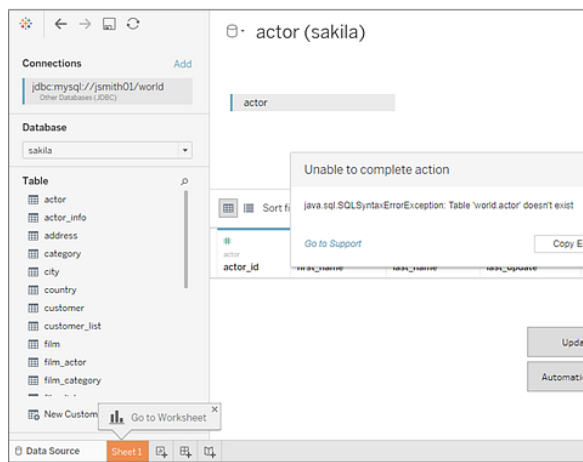 Connections Add
jdbc:mysql://jsmith01/world
Other Databases (JDBC)
Database
sakila
Table
actor
actor_info
address
category
city
country
customer
customer_list
film
film_actor
film_category
New Custom
Go to Worksheet
Data Source
Sheet 1
actor (sakila)
actor
Unable to complete action
java.sql.SQLSyntaxErrorException: Table 'world.actor' doesn't exist
Go to Support
Copy E
Sort fi
#
actor
actor_id first_name last_name last_update
Upda
Automatic